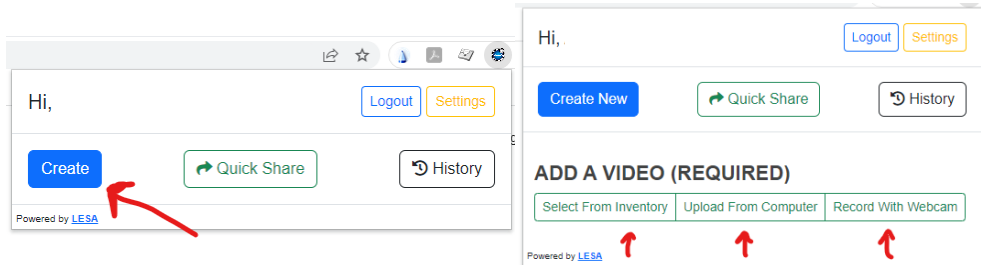 Hi,
Logout Settings
Create Quick Share History
Powered by LESA
Hi,
Logout Settings
Create New Quick Share History
ADD A VIDEO (REQUIRED)
Select From Inventory Upload From Computer Record With Webcam
Powered by LESA